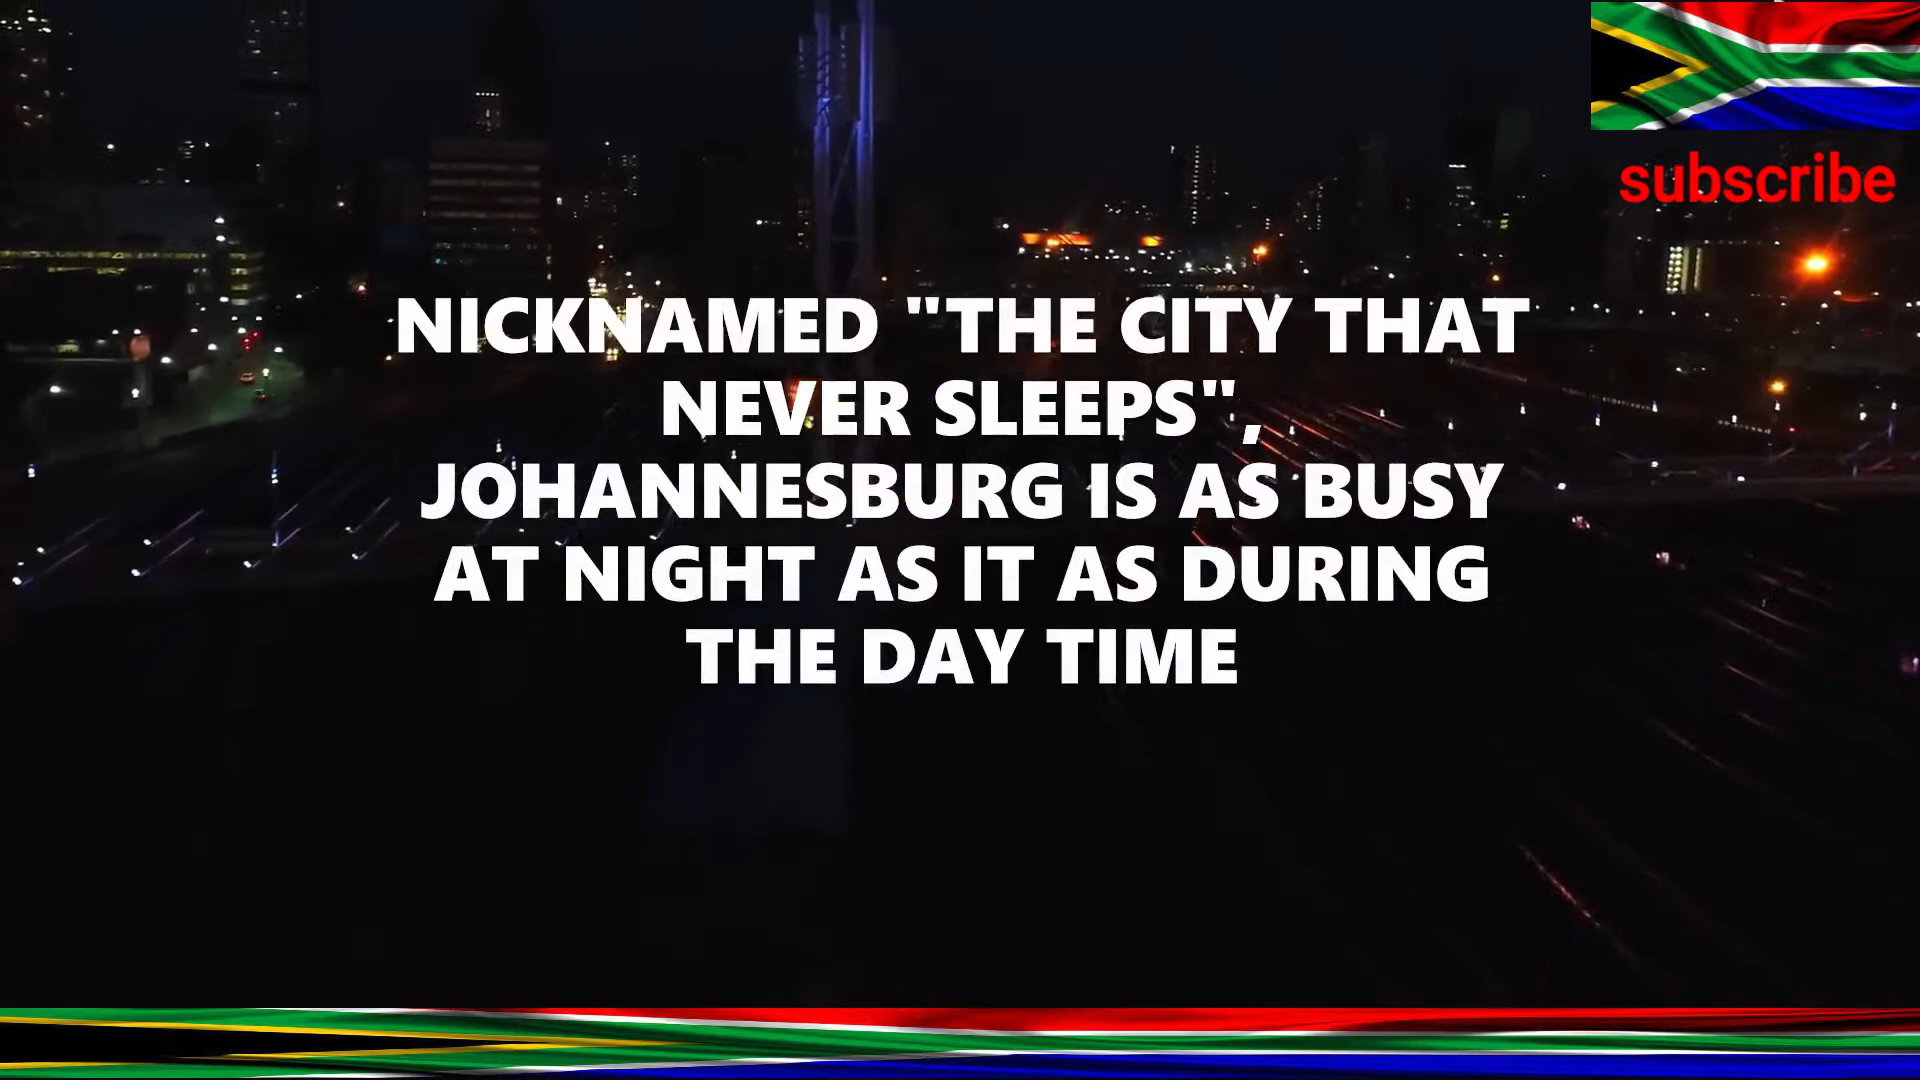 subscribe
NICKNAMED "THE CITY THAT
NEVER SLEEPS",
JOHANNESBURG IS AS BUSY
AT NIGHT AS IT AS DURING
THE DAY TIME